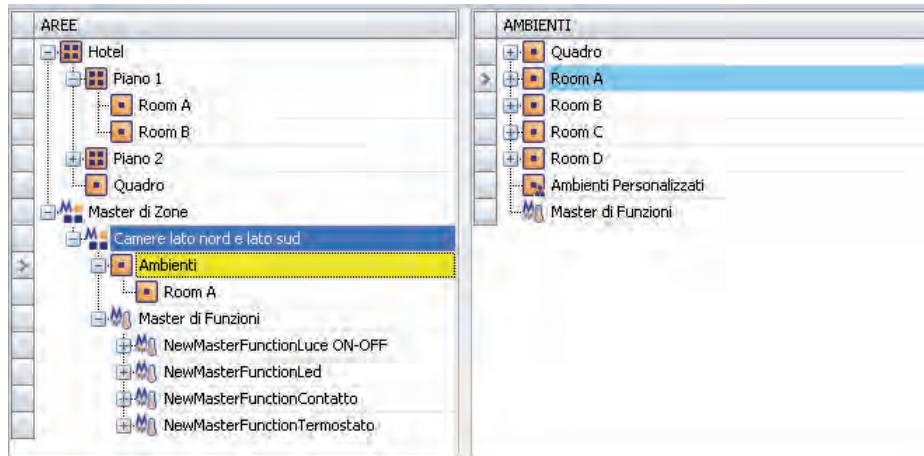 AREE
Hotel
Piano 1
Room A
Room B
Piano 2
Quadro
Master di Zone
Camere lato nord e lato sud
Ambienti
Room A
Master di Funzioni
NewMasterFunctionLuce ON-OFF
NewMasterFunctionLed
NewMasterFunctionContatto
NewMasterFunctionTermostato
AMBIENTI
Quadro
Room A
Room B
Room C
Room D
Ambienti Personalizzati
Master di Funzioni